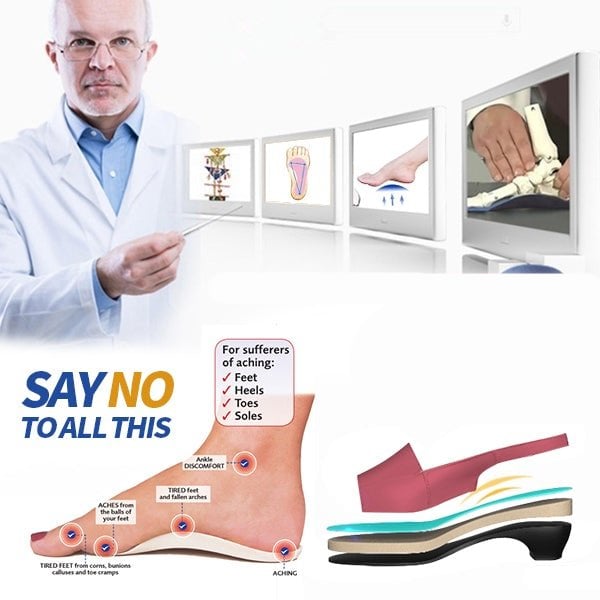 For sufferers
of aching:
✓ Feet
✓ Heels
✓ Toes
✓ Soles
SAY NO
TO ALL THIS
Ankle
DISCOMFORT
TIRED feet
and fallen arches
ACHES from
the balls of
your feet
TIRED FEET from corns, bunions
calluses and toe cramps
ACHING